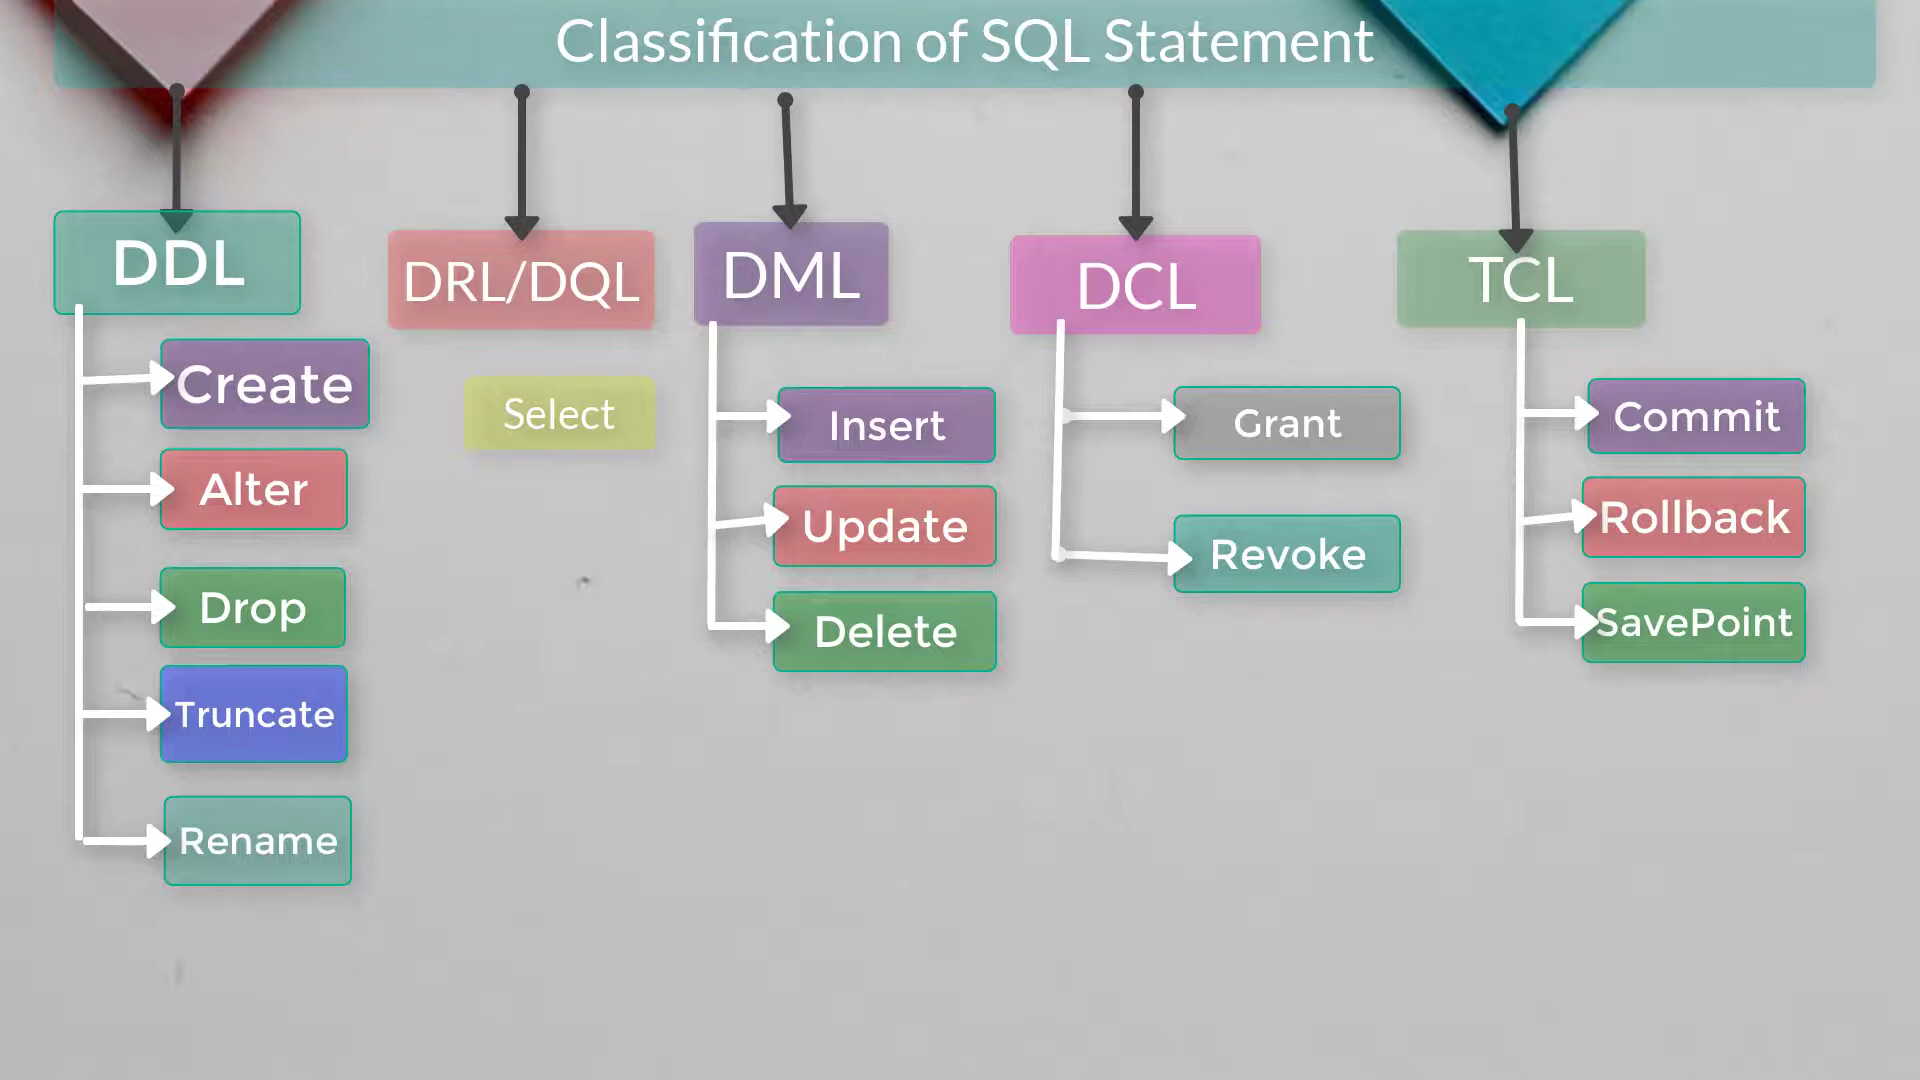 Classification of SQL Statement
DDL
Create
Alter
Drop
Truncate
Rename
DRL/DQL
Select
DML
Insert
Update
Delete
DCL
Grant
Revoke
TCL
Commit
Rollback
SavePoint